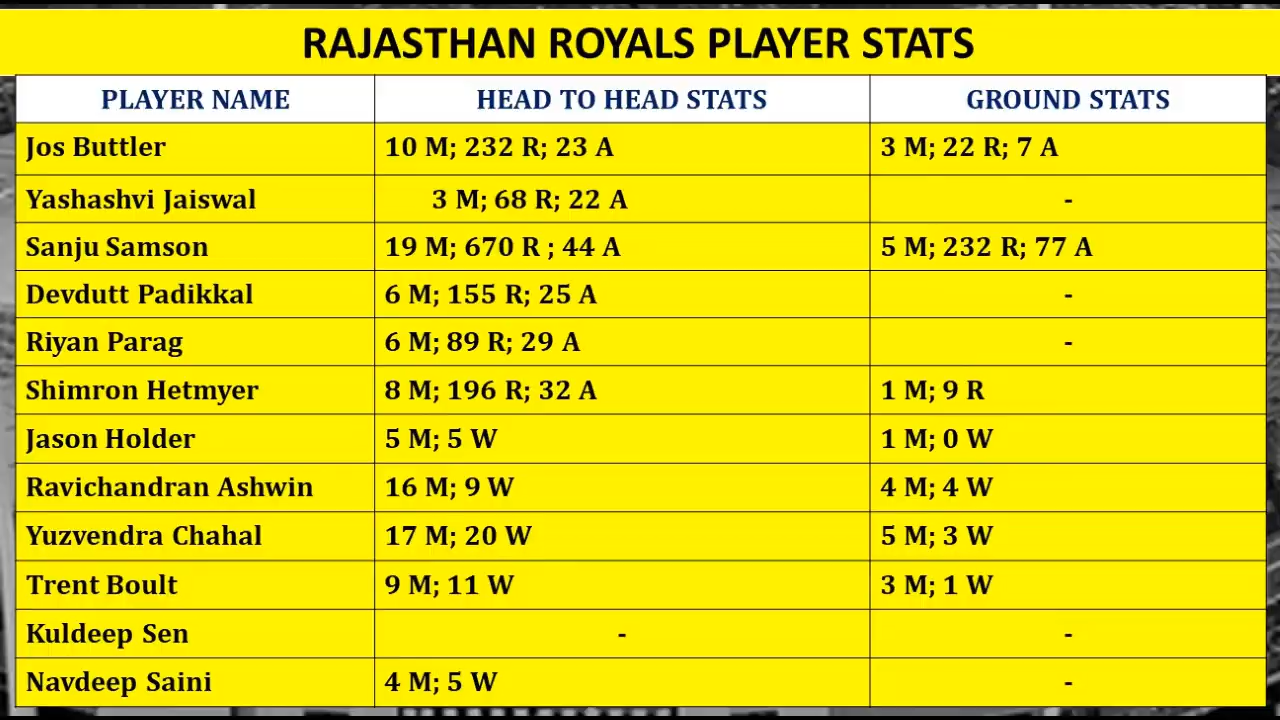 RAJASTHAN ROYALS PLAYER STATS
PLAYER NAME HEAD TO HEAD STATS GROUND STATS
Jos Buttler 10 M; 232 R; 23 A 3 M; 22 R; 7 A
Yashashvi Jaiswal 3 M; 68 R; 22 A -
Sanju Samson 19 M; 670 R ; 44 A 5 M; 232 R; 77 A
Devdutt Padikkal 6 M; 155 R; 25 A -
Riyan Parag 6 M; 89 R; 29 A -
Shimron Hetmyer 8 M; 196 R; 32 A 1 M; 9 R
Jason Holder 5 M; 5 W 1 M; 0 W
Ravichandran Ashwin 16 M; 9 W 4 M; 4 W
Yuzvendra Chahal 17 M; 20 W 5 M; 3 W
Trent Boult 9 M; 11 W 3 M; 1 W
Kuldeep Sen - -
Navdeep Saini 4 M; 5 W -